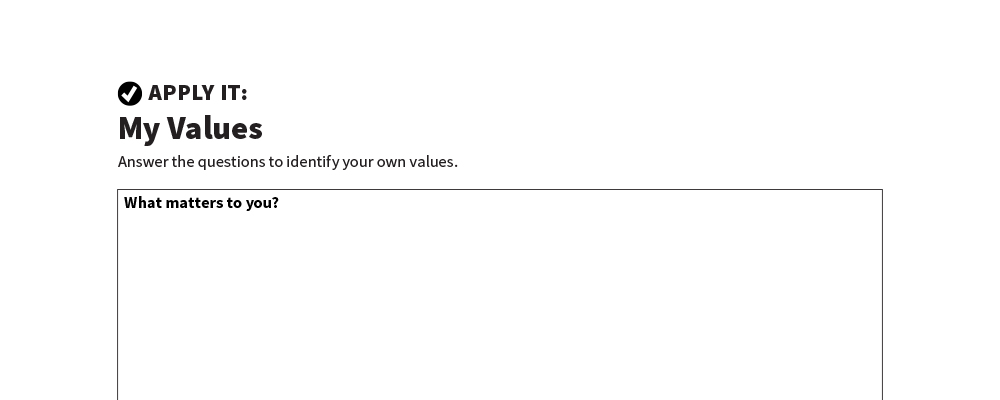 APPLY IT:
My Values
Answer the questions to identify your own values.
What matters to you?